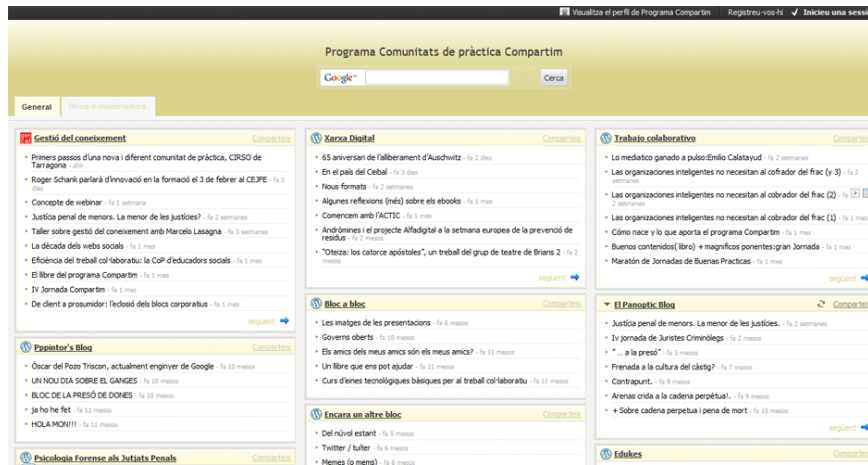 Visualitza el perfil de Programa Compartim Registreu-vos-hi Inicieu una sessi
Programa Comunitats de pràctica Compartim
Google Cerca
General Blocs e-moderadors
Gestió del coneixement Comparteix
Primers passos d'una nova i diferent comunitat de pràctica, CIRSO de
Tarragona - ahir
Roger Schank parlarà d'innovació en la formació el 3 de febrer al CEJFE - fa 2
dies
Concepte de webinar - fa 1 setmana
Justícia penal de menors. La menor de les justícies? - fa 2 setmanes
Taller sobre gestió del coneixement amb Marcelo Lasagna - fa 3 setmanes
La dècada dels webs socials - fa 1 mes
Eficiència del treball col·laboratiu: la CoP d'educadors socials - fa 1 mes
El llibre del programa Compartim - fa 1 mes
IV Jornada Compartim - fa 1 mes
De client a prosumidor: l'eclosió dels blocs corporatius - fa 1 mes
següent
Pppintor's Blog Comparteix
Òscar del Pozo Triscon, actualment enginyer de Google - fa 10 mesos
UN NOU DIA SOBRE EL GANGES - fa 10 mesos
BLOC DE LA PRESÓ DE DONES - fa 10 mesos
ja ho he fet - fa 11 mesos
HOLA MON!!! - fa 11 mesos
Psicologia Forense als Jutjats Penals Comparteix
Xarxa Digital Comparteix
65 aniversari de l'alliberament d'Auschwitz - fa 2 dies
En el país del Ceibal - fa 3 dies
Nous formats - fa 2 setmanes
Algunes reflexions (més) sobre els ebooks - fa 1 mes
Comencem amb l'ACTIC - fa 1 mes
Andròmines i el projecte Alfadigital a la setmana europea de la prevenció de
residus - fa 2 mesos
"Oteiza: los catorce apóstoles", un treball del grup de teatre de Brians 2 - fa 2
mesos
següent
Bloc a bloc Comparteix
Les imatges de les presentacions - fa 6 mesos
Governs oberts - fa 10 mesos
Els amics dels meus amics són els meus amics? - fa 11 mesos
Un llibre que ens pot ajudar - fa 11 mesos
Curs d'eines tecnològiques bàsiques per al treball col·laboratiu - fa 11 mesos
Encara un altre bloc Comparteix
Del núvol estant - fa 5 mesos
Twitter / tuiter - fa 6 mesos
Memes (o mems) - fa 6 mesos
Trabajo colaborativo Comparteix
Lo mediatico ganado a pulso:Emilio Calatayud - fa 2 setmanes
Las organizaciones inteligentes no necesitan al cofrador del frac (y 3) - fa 2
setmanes
Las organizaciones inteligentes no necesitan al cobrador del frac (2) - fa
2 setmanes
Las organizaciones inteligentes no necesitan al cobrador del frac (1) - fa 1 mes
Cómo nace y lo que aporta el programa Compartim - fa 1 mes
Buenos contenidos( libro) + magnificos ponentes:gran Jornada - fa 1 mes
Maratón de Jornadas de Buenas Practicas - fa 1 mes
següent
El Panoptic Blog Comparteix
Justícia penal de menors. La menor de les justícies. - fa 2 setmanes
Iv jornada de Juristes Criminòlegs - fa 2 mesos
" ... a la presó" - fa 3 mesos
Frenada a la cultura del càstig? - fa 7 mesos
Contrapunt. - fa 9 mesos
Arenas crida a la cadena perpètua!. - fa 9 mesos
+ Sobre cadena perpetua i pena de mort - fa 10 mesos
següent
Edukes Comparteix